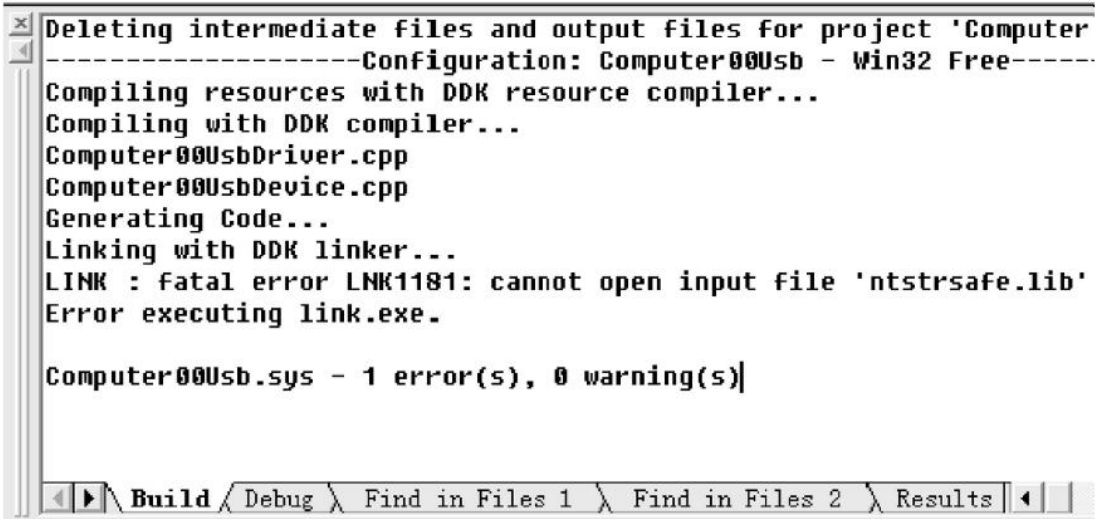 Deleting intermediate files and output files for project 'Computer
--------------------Configuration: Computer00Usb - Win32 Free-----
Compiling resources with DDK resource compiler...
Compiling with DDK compiler...
Computer00UsbDriver.cpp
Computer00UsbDevice.cpp
Generating Code...
Linking with DDK linker...
LINK : fatal error LNK1181: cannot open input file 'ntstrsafe.lib'
Error executing link.exe.
Computer00Usb.sys - 1 error(s), 0 warning(s)
Build Debug Find in Files 1 Find in Files 2 Results